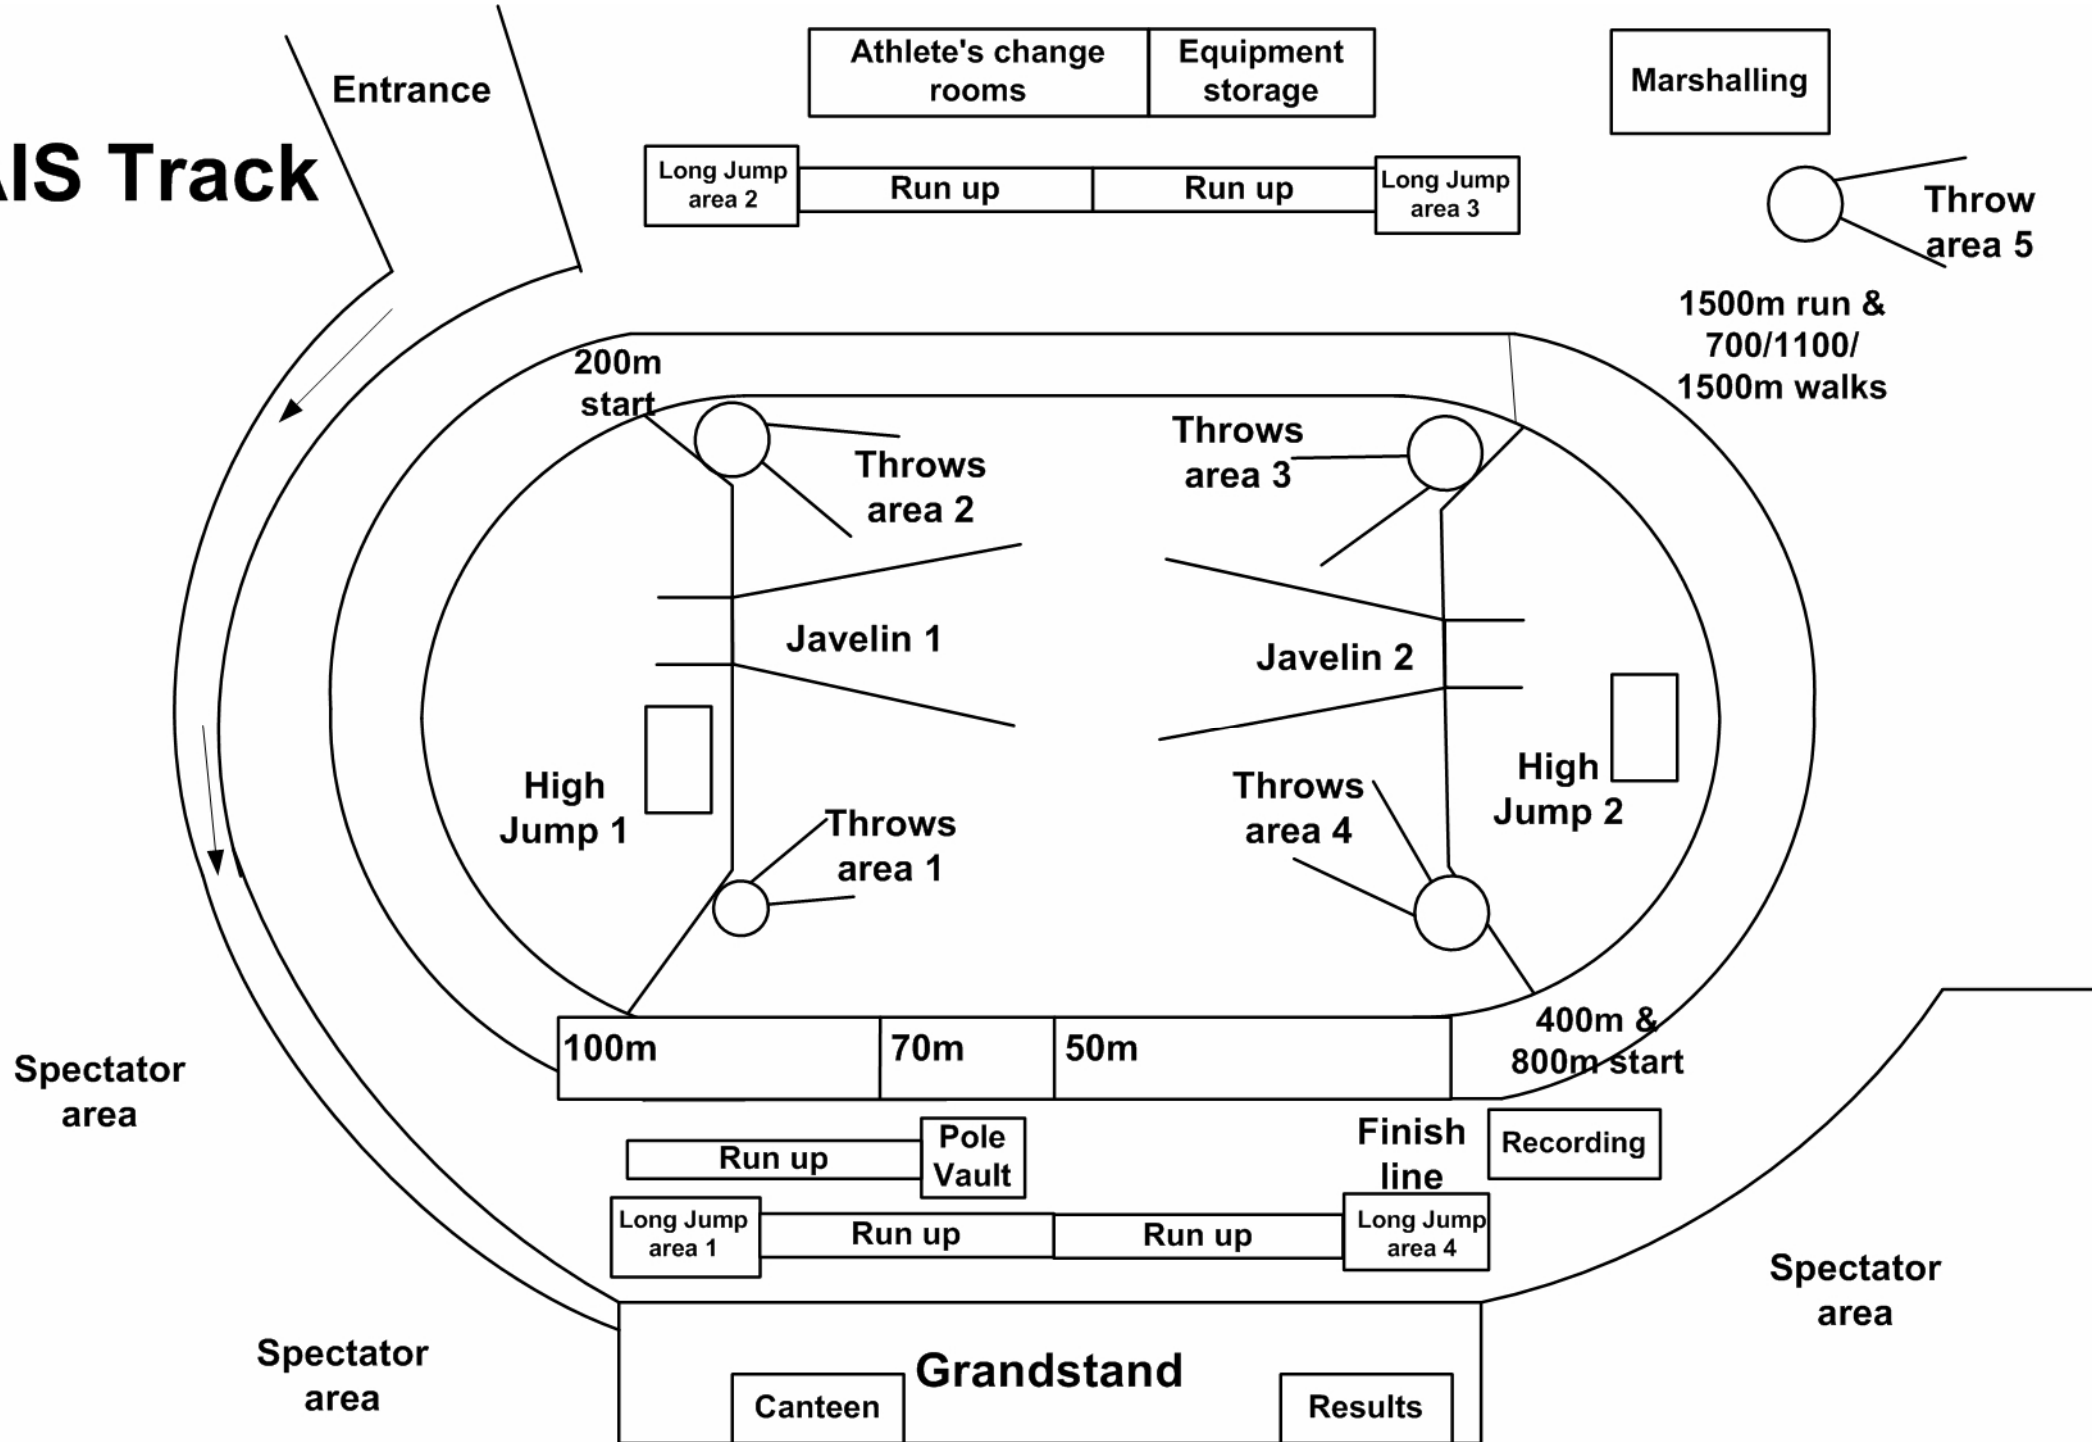 Entrance
Athlete's change
rooms
Equipment
storage
Marshalling
AIS Track
Long Jump
area 2
Run up
Run up
Long Jump
area 3
Throw
area 5
1500m run &
700/1100/
1500m walks
200m
start
Throws
area 2
Throws
area 3
Javelin 1
Javelin 2
High
Jump 1
High
Jump 2
Throws
area 1
Throws
area 4
100m
70m
50m
400m &
800m start
Spectator
area
Run up
Pole
Vault
Finish
line
Recording
Long Jump
area 1
Run up
Run up
Long Jump
area 4
Spectator
area
Spectator
area
Grandstand
Canteen
Results